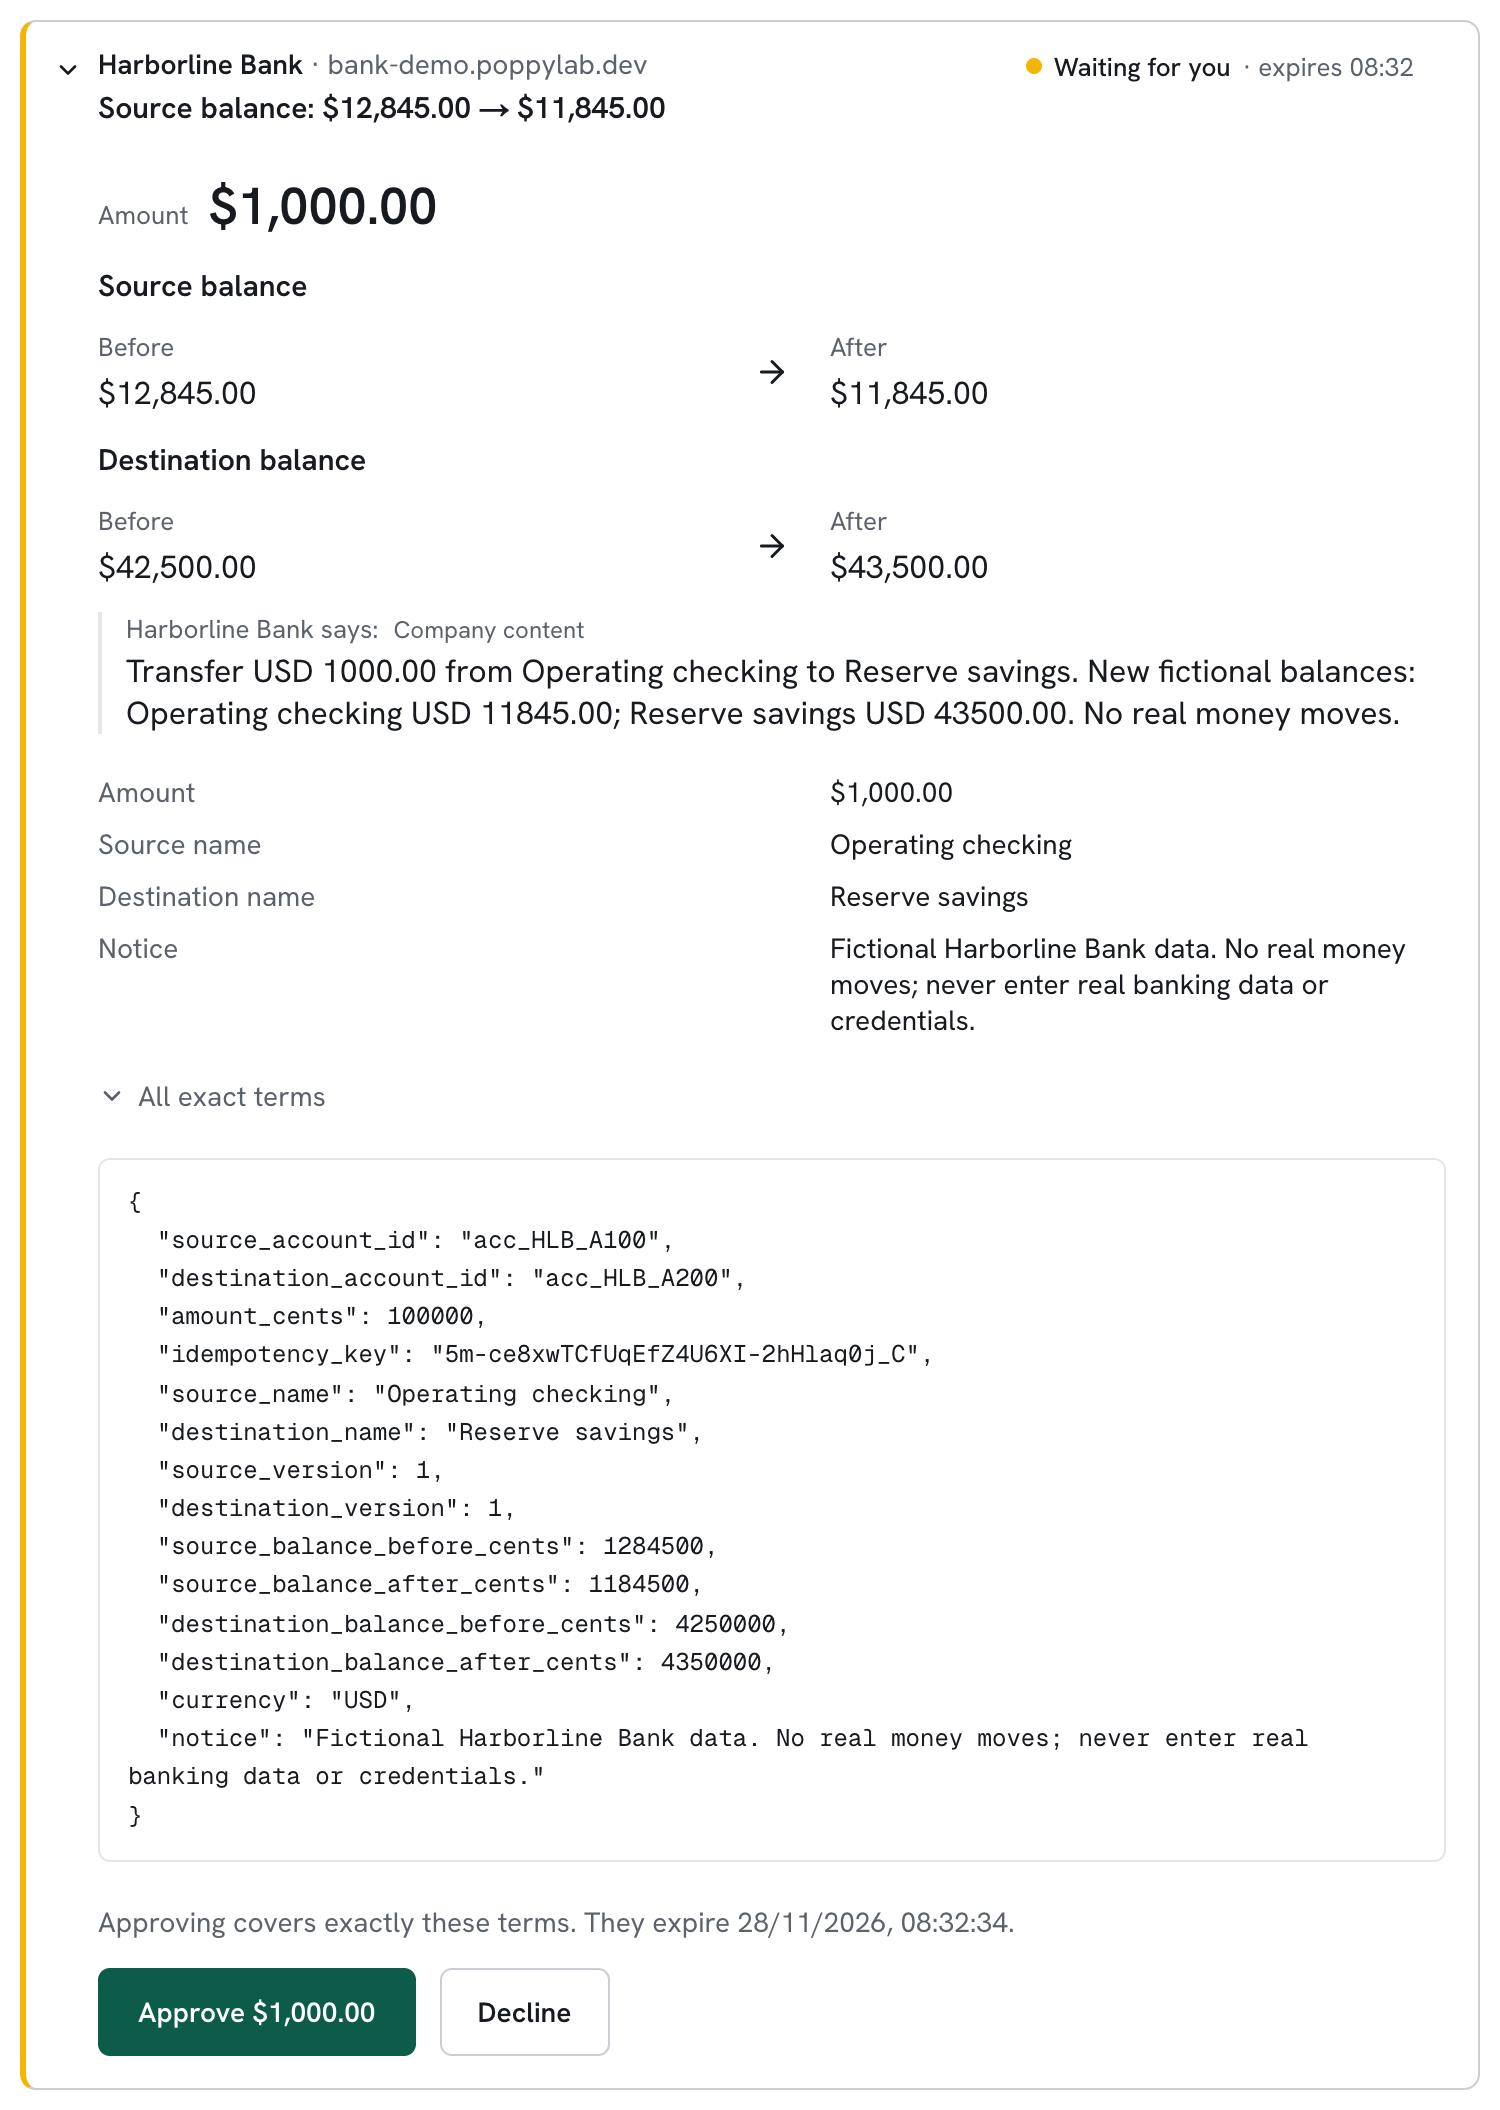 Harborline Bank · bank-demo.poppylab.dev
Waiting for you · expires 08:32
Source balance: $12,845.00 → $11,845.00
Amount $1,000.00
Source balance
Before
$12,845.00
→
After
$11,845.00
Destination balance
Before
$42,500.00
→
After
$43,500.00
Harborline Bank says: Company content
Transfer USD 1000.00 from Operating checking to Reserve savings. New fictional balances:
Operating checking USD 11845.00; Reserve savings USD 43500.00. No real money moves.
Amount $1,000.00
Source name Operating checking
Destination name Reserve savings
Notice Fictional Harborline Bank data. No real money
moves; never enter real banking data or
credentials.
All exact terms
{
  "source_account_id": "acc_HLB_A100",
  "destination_account_id": "acc_HLB_A200",
  "amount_cents": 100000,
  "idempotency_key": "5m-ce8xwTCfUqEfZ4U6XI-2hHlaq0j_C",
  "source_name": "Operating checking",
  "destination_name": "Reserve savings",
  "source_version": 1,
  "destination_version": 1,
  "source_balance_before_cents": 1284500,
  "source_balance_after_cents": 1184500,
  "destination_balance_before_cents": 4250000,
  "destination_balance_after_cents": 4350000,
  "currency": "USD",
  "notice": "Fictional Harborline Bank data. No real money moves; never enter real
banking data or credentials."
}
Approving covers exactly these terms. They expire 28/11/2026, 08:32:34.
Approve $1,000.00
Decline